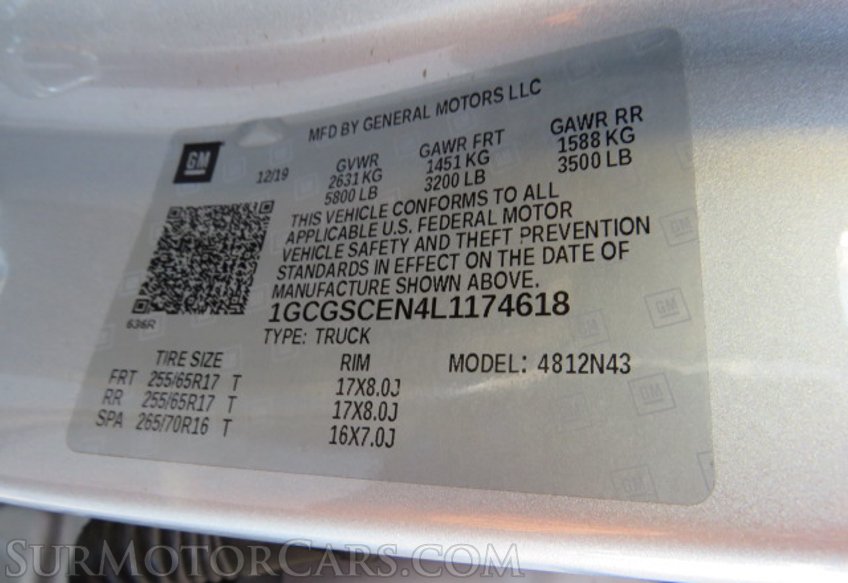 MFD BY GENERAL MOTORS LLC
GM
12/19
GVWR GAWR FRT GAWR RR
2631 KG 1451 KG 1588 KG
5800 LB 3200 LB 3500 LB
THIS VEHICLE CONFORMS TO ALL
APPLICABLE U.S. FEDERAL MOTOR
VEHICLE SAFETY AND THEFT PREVENTION
STANDARDS IN EFFECT ON THE DATE OF
MANUFACTURE SHOWN ABOVE.
636R
1GCGSCEN4L1174618
TYPE: TRUCK
TIRE SIZE RIM MODEL: 4812N43
FRT 255/65R17 T 17X8.0J
RR 255/65R17 T 17X8.0J
SPA 265/70R16 T 16X7.0J
SurMotorCars.com